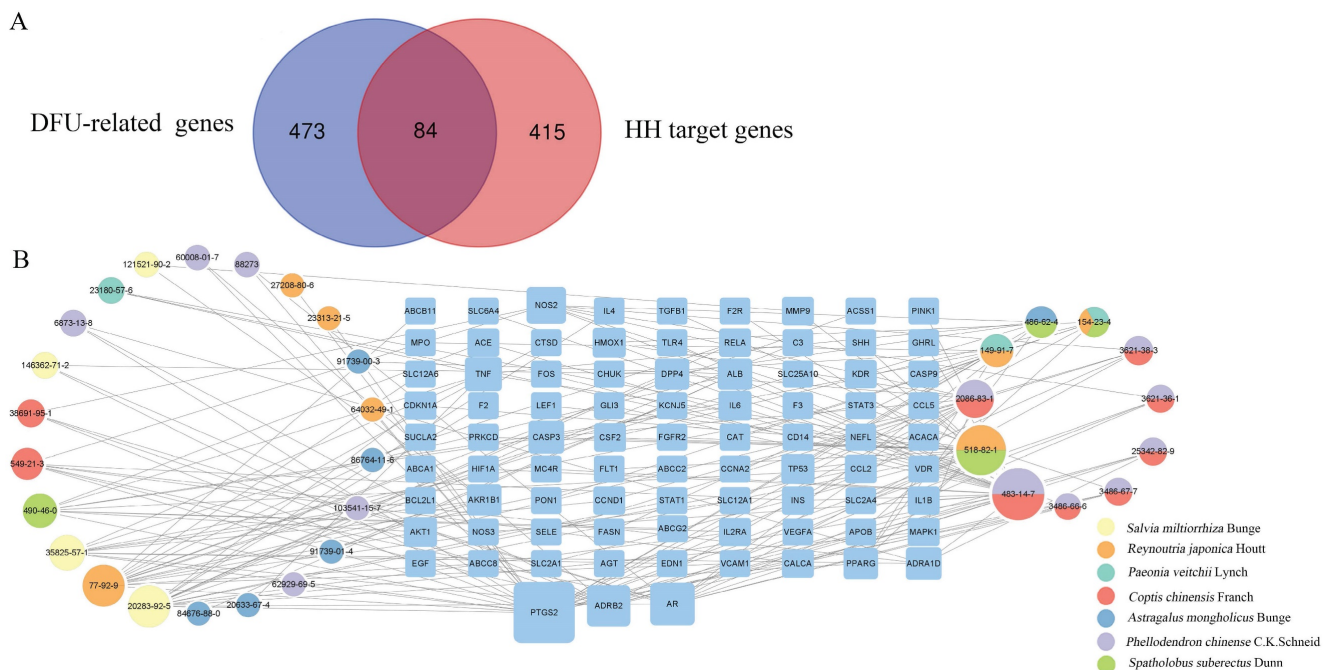 A
DFU-related genes
473
84
415
HH target genes
B
121521-90-2
60008-01-7
88273
27208-80-6
23313-21-5
23180-57-6
6873-13-8
146362-71-2
38691-95-1
549-21-3
490-46-0
35825-57-1
77-92-9
20283-92-5
84676-88-0
20633-67-4
62929-69-5
91739-01-4
103541-15-7
86764-11-6
64032-49-1
91739-00-3
ABCB11 SLC6A4 NOS2 IL4 TGFB1 F2R MMP9 ACSS1 PINK1
MPO ACE CTSD HMOX1 TLR4 RELA C3 SHH GHRL
SLC12A6 TNF FOS CHUK DPP4 ALB SLC25A10 KDR CASP9
CDKN1A F2 LEF1 GLI3 KCNJ5 IL6 F3 STAT3 CCL5
SUCLA2 PRKCD CASP3 CSF2 FGFR2 CAT CD14 NEFL ACACA
ABCA1 HIF1A MC4R FLT1 ABCC2 CCNA2 TP53 CCL2 VDR
BCL2L1 AKR1B1 PON1 CCND1 STAT1 SLC12A1 INS SLC2A4 IL1B
AKT1 NOS3 SELE FASN ABCG2 IL2RA VEGFA APOB MAPK1
EGF ABCC8 SLC2A1 AGT EDN1 VCAM1 CALCA PPARG ADRA1D
PTGS2 ADRB2 AR
486-62-4
154-23-4
149-91-7
3621-38-3
2086-83-1
3621-36-1
518-82-1
25342-82-9
483-14-7
3486-67-7
3486-66-6
Salvia miltiorrhiza Bunge
Reynoutria japonica Houtt
Paeonia veitchii Lynch
Coptis chinensis Franch
Astragalus mongholicus Bunge
Phellodendron chinense C.K.Schneid
Spatholobus suberectus Dunn